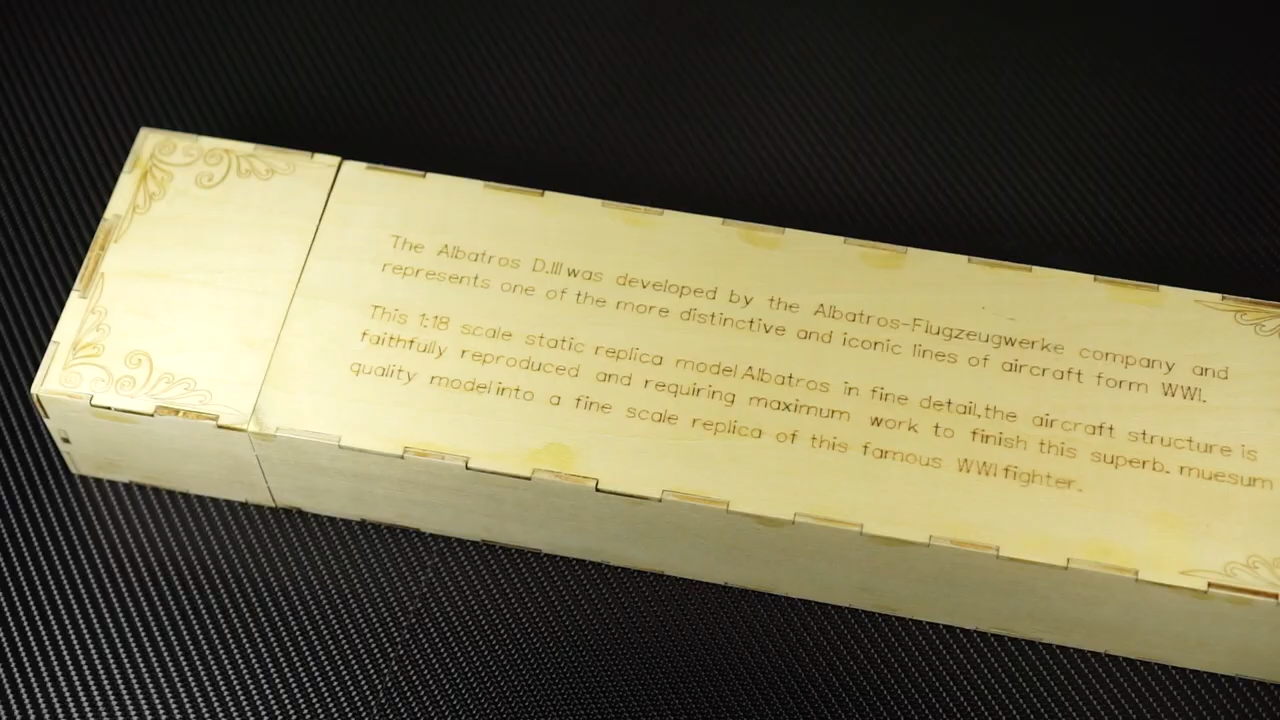 The Albatros D.III was developed by the Albatros-Flugzeugwerke company and
represents one of the more distinctive and iconic lines of aircraft form WWI.
This 1:18 scale static replica model Albatros in fine detail,the aircraft structure is
faithfully reproduced and requiring maximum work to finish this superb. muesum
quality model into a fine scale replica of this famous WWI fighter.